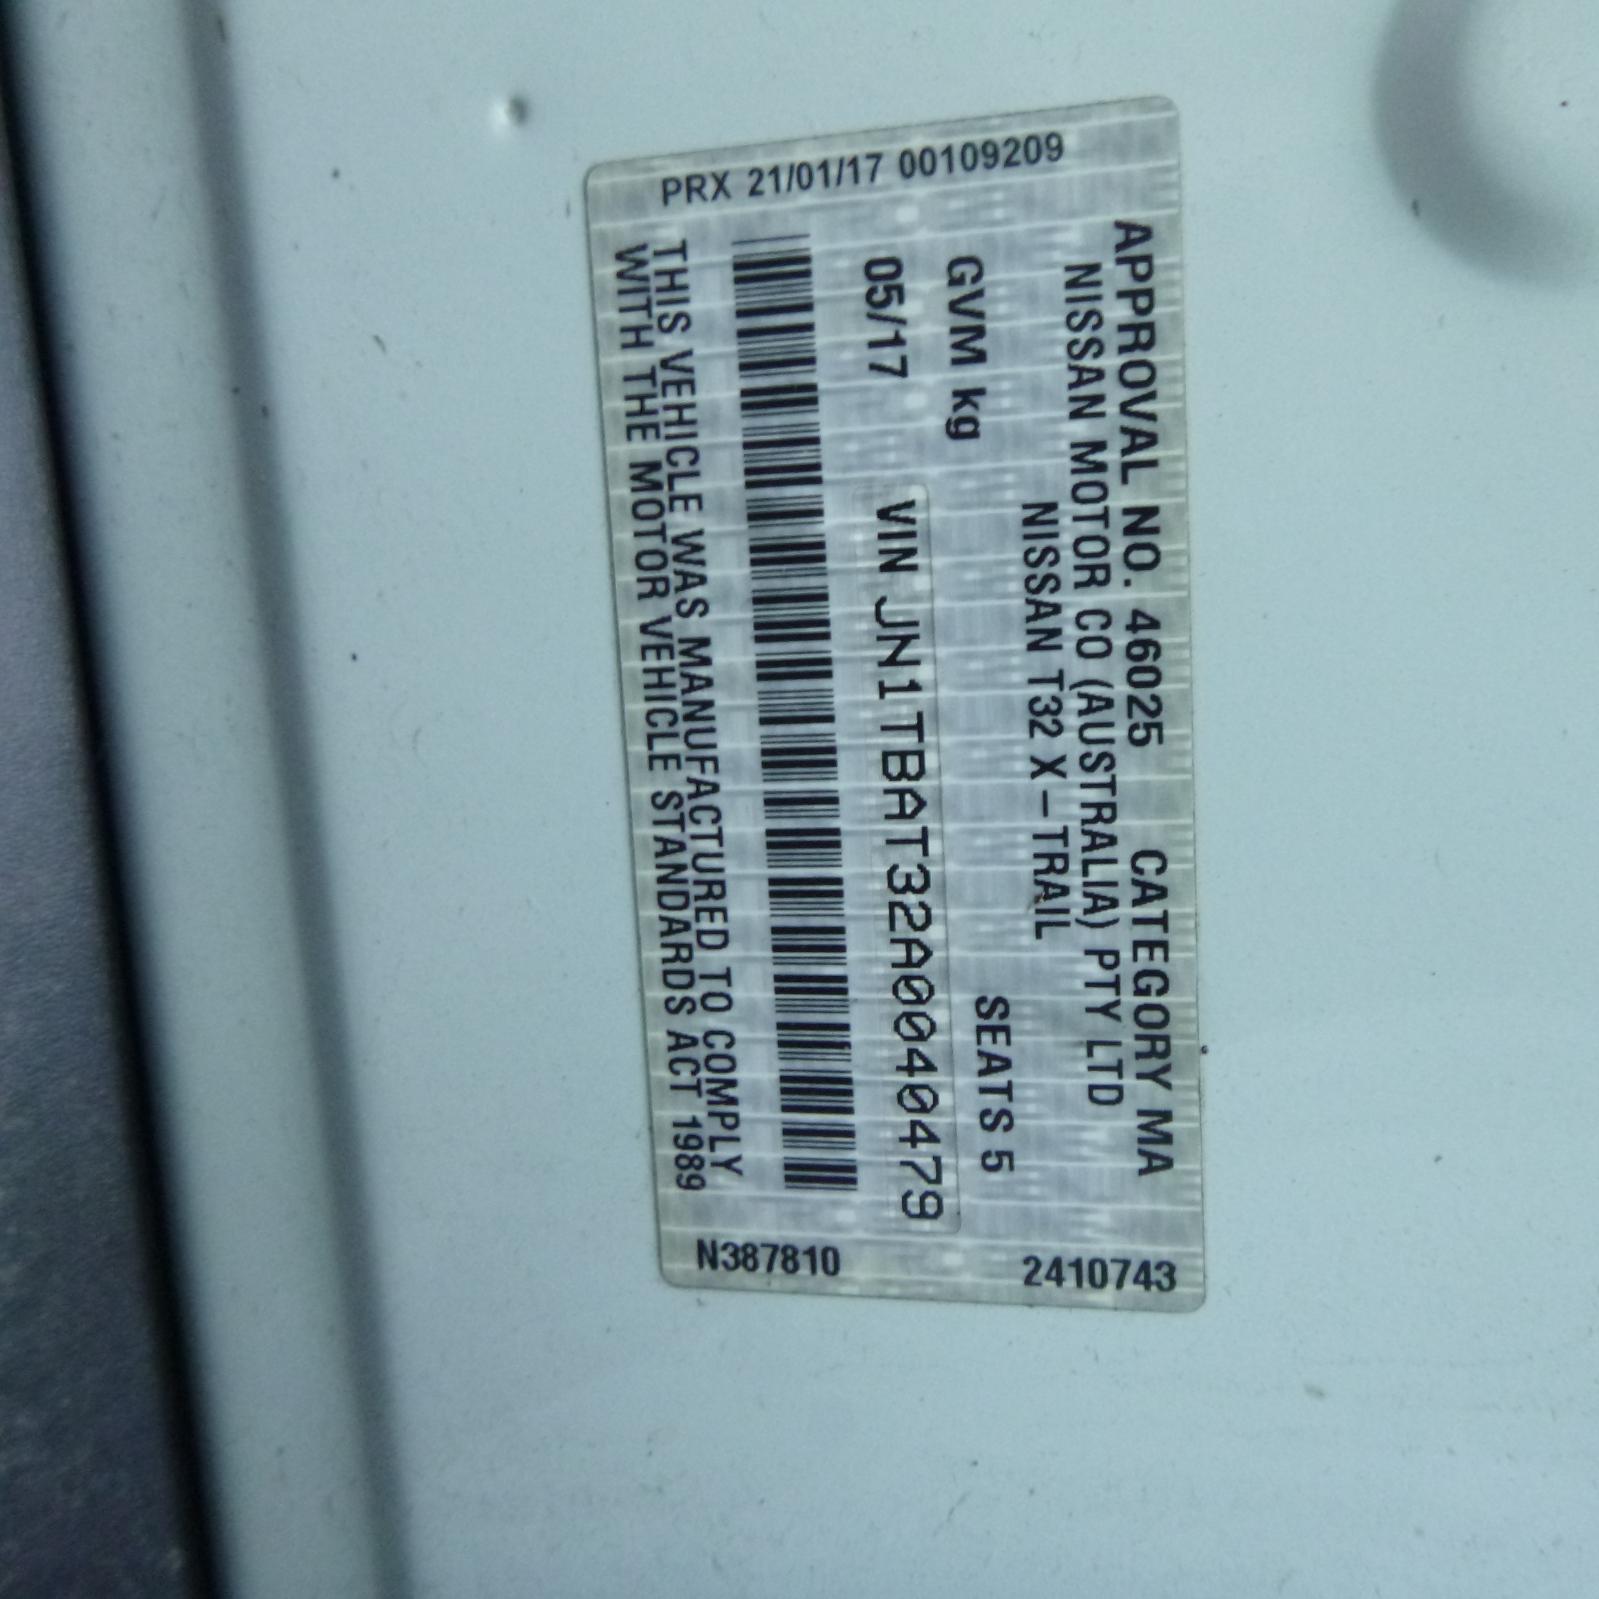 APPROVAL NO. 46025 CATEGORY MA
NISSAN MOTOR CO (AUSTRALIA) PTY LTD
NISSAN T32 X-TRAIL
GVM kg SEATS 5
05/17 VIN JN1TBAT32A0040479
THIS VEHICLE WAS MANUFACTURED TO COMPLY
WITH THE MOTOR VEHICLE STANDARDS ACT 1989
PRX 21/01/17 00109209
N387810
2410743